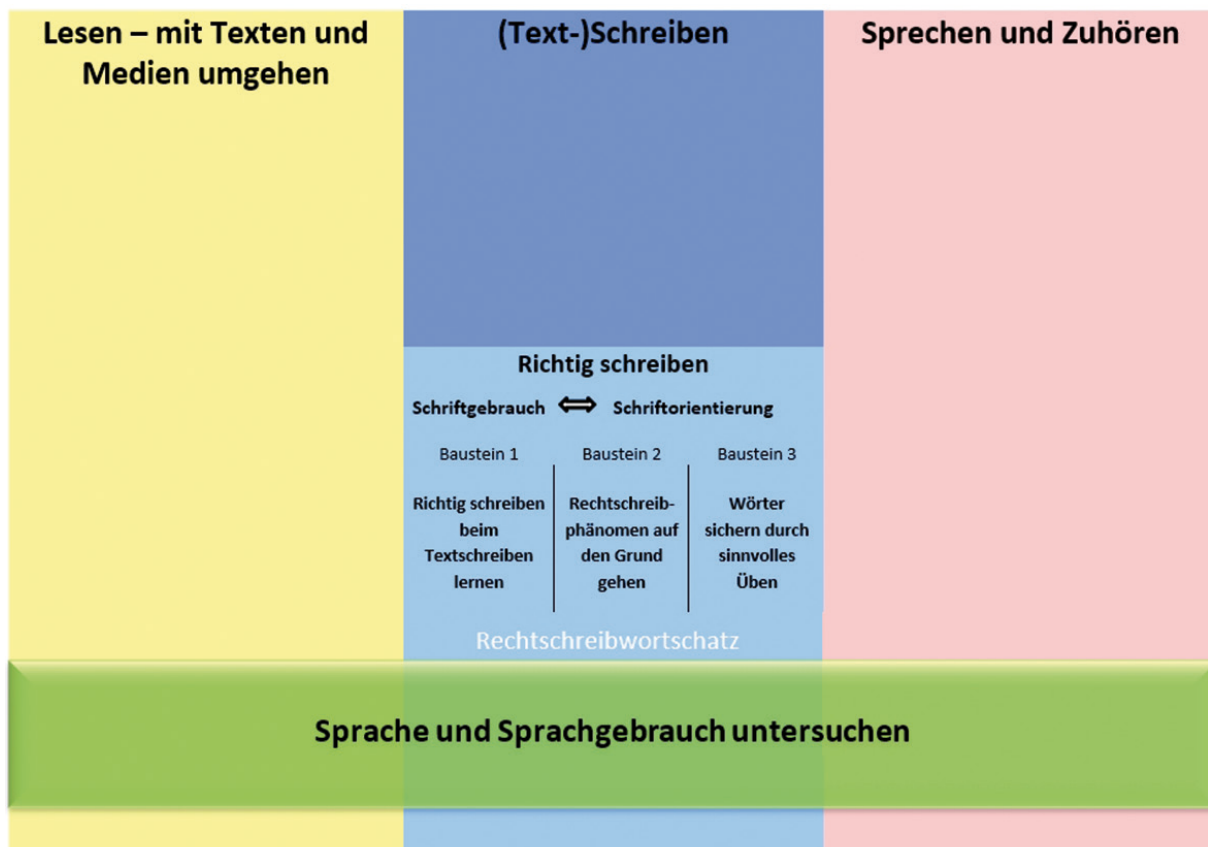 Lesen – mit Texten und
Medien umgehen
(Text-)Schreiben
Sprechen und Zuhören
Richtig schreiben
Schriftgebrauch ⇔ Schriftorientierung
Baustein 1
Richtig schreiben
beim
Textschreiben
lernen
Baustein 2
Rechtschreib-
phänomen auf
den Grund
gehen
Baustein 3
Wörter
sichern durch
sinnvolles
Üben
Rechtschreibwortschatz
Sprache und Sprachgebrauch untersuchen